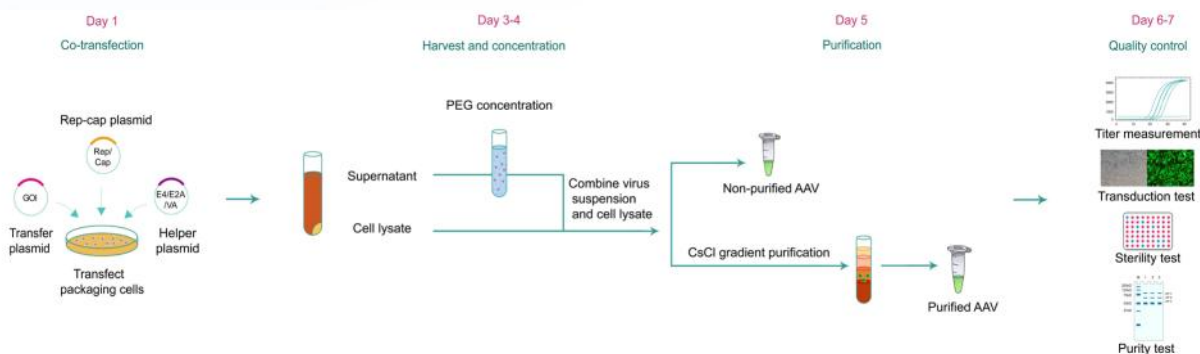 Day 1
Co-transfection
Rep-cap plasmid
Rep/
Cap
GOI
E4/E2A
/VA
Transfer
plasmid
Helper
plasmid
Transfect
packaging cells
Day 3-4
Harvest and concentration
PEG concentration
Supernatant
Cell lysate
Combine virus
suspension
and cell lysate
Day 5
Purification
Non-purified AAV
CsCl gradient purification
Purified AAV
Day 6-7
Quality control
Titer measurement
Transduction test
Sterility test
Purity test